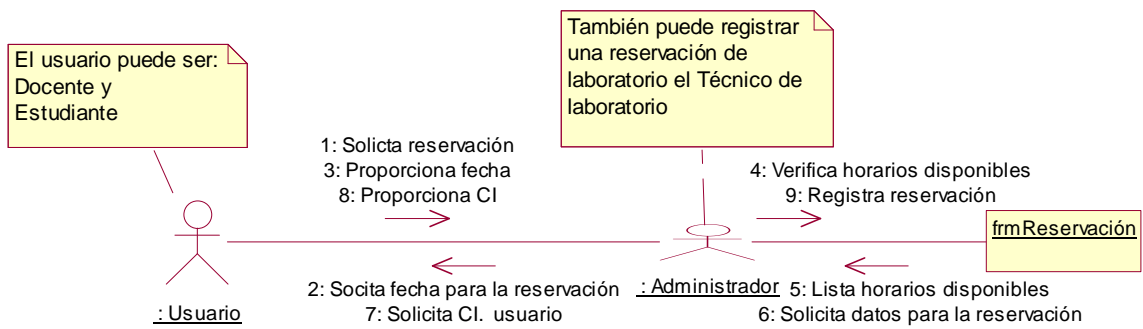 El usuario puede ser:
Docente y
Estudiante
También puede registrar
una reservación de
laboratorio el Técnico de
laboratorio
1: Solicta reservación
3: Proporciona fecha
8: Proporciona CI
4: Verifica horarios disponibles
9: Registra reservación
frmReservación
2: Socita fecha para la reservación
7: Solicita CI. usuario
: Usuario
: Administrador
5: Lista horarios disponibles
6: Solicita datos para la reservación